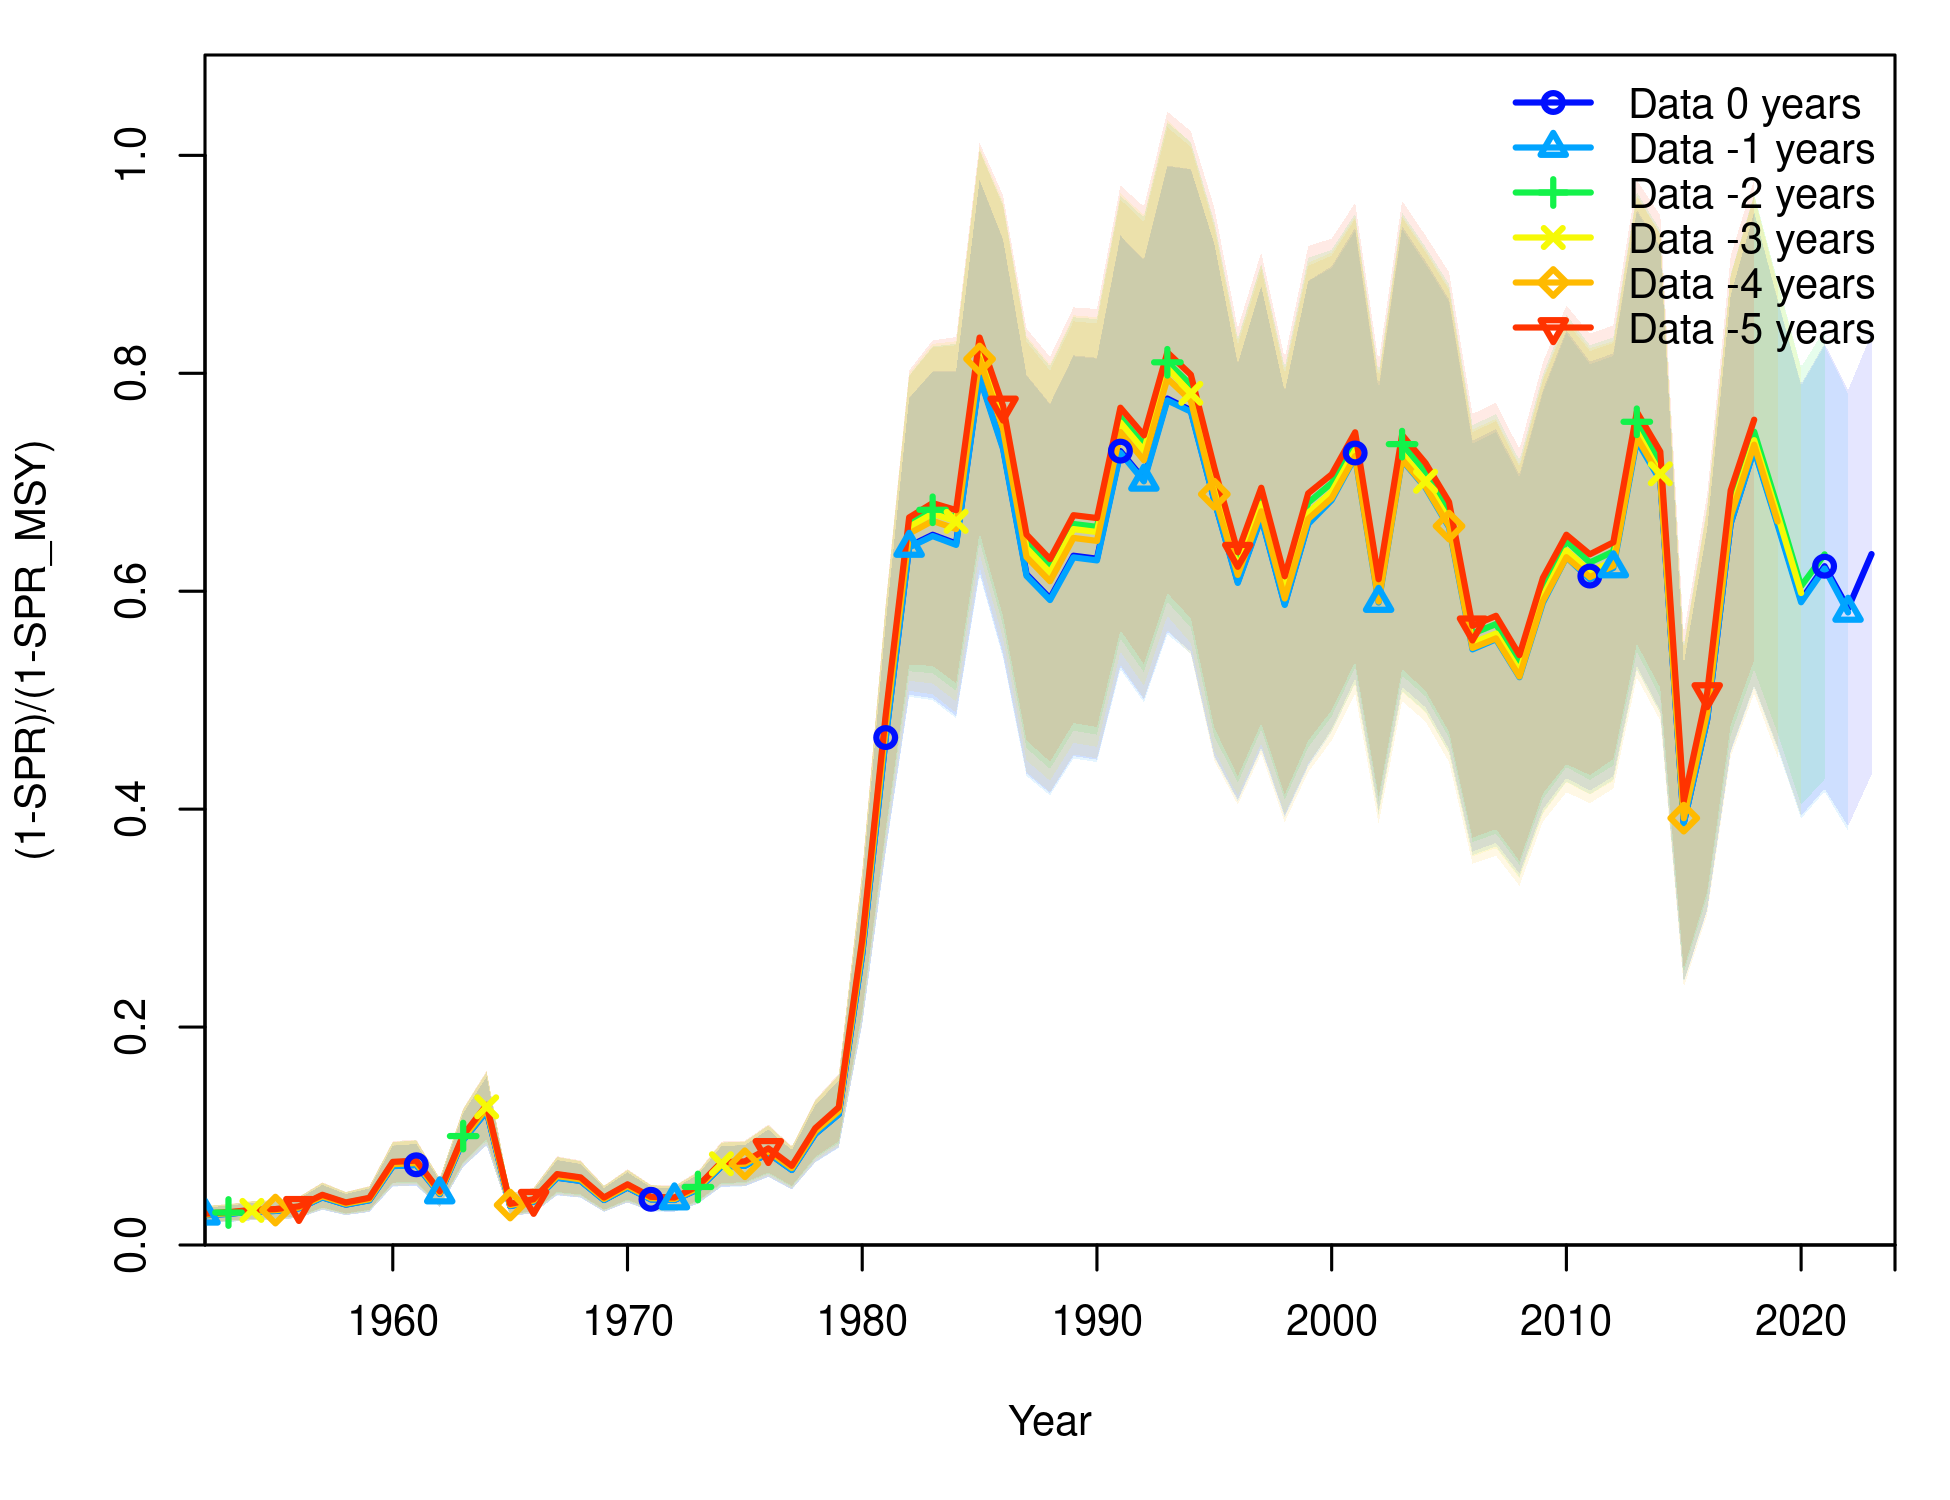 Data 0 years
Data -1 years
Data -2 years
Data -3 years
Data -4 years
Data -5 years
(1-SPR)/(1-SPR_MSY)
1.0
0.8
0.6
0.4
0.2
0.0
1960 1970 1980 1990 2000 2010 2020
Year